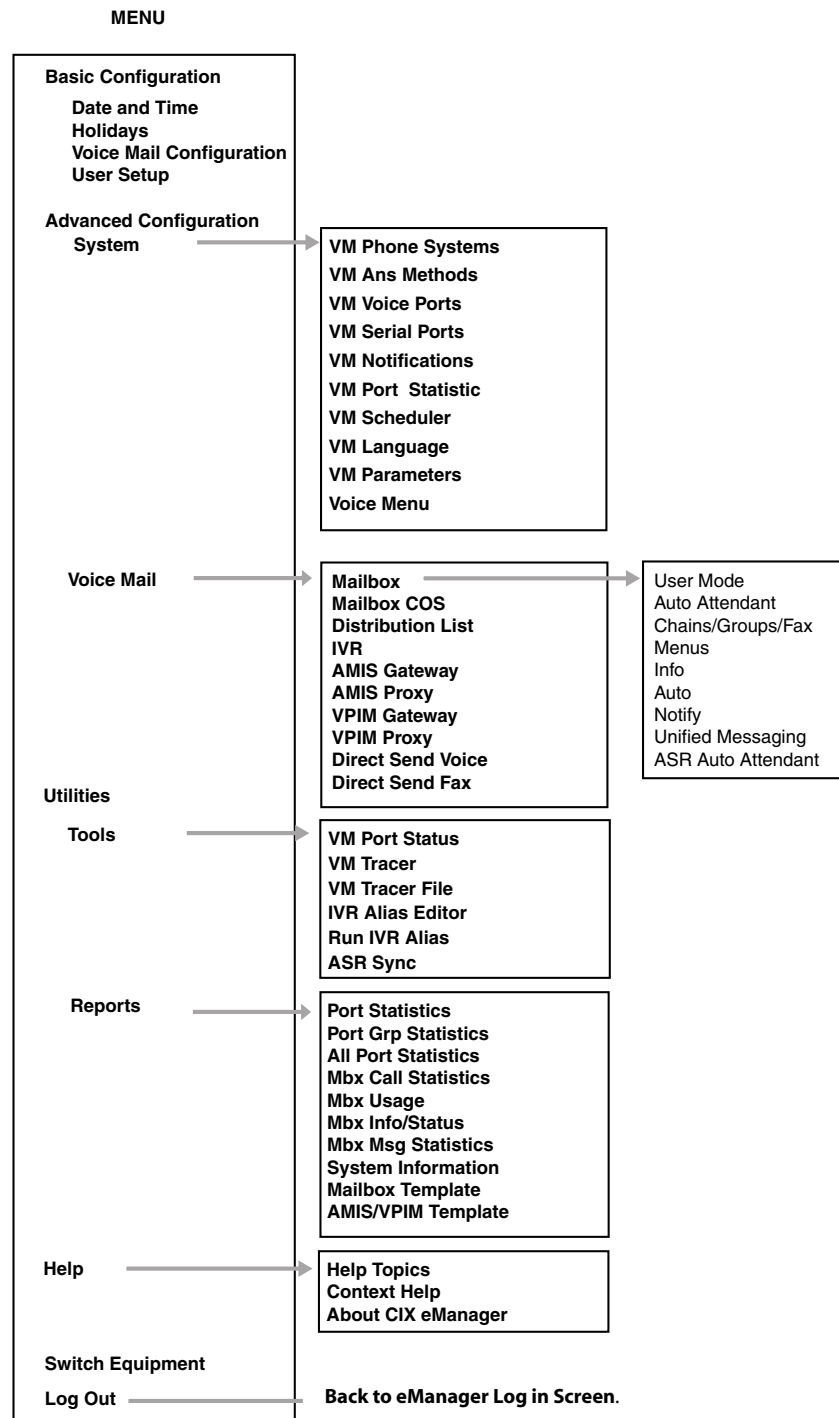 MENU
Basic Configuration
Date and Time
Holidays
Voice Mail Configuration
User Setup
Advanced Configuration
System
VM Phone Systems
VM Ans Methods
VM Voice Ports
VM Serial Ports
VM Notifications
VM Port Statistic
VM Scheduler
VM Language
VM Parameters
Voice Menu
Voice Mail
Mailbox
Mailbox COS
Distribution List
IVR
AMIS Gateway
AMIS Proxy
VPIM Gateway
VPIM Proxy
Direct Send Voice
Direct Send Fax
User Mode
Auto Attendant
Chains/Groups/Fax
Menus
Info
Auto
Notify
Unified Messaging
ASR Auto Attendant
Utilities
Tools
VM Port Status
VM Tracer
VM Tracer File
IVR Alias Editor
Run IVR Alias
ASR Sync
Reports
Port Statistics
Port Grp Statistics
All Port Statistics
Mbx Call Statistics
Mbx Usage
Mbx Info/Status
Mbx Msg Statistics
System Information
Mailbox Template
AMIS/VPIM Template
Help
Help Topics
Context Help
About CIX eManager
Switch Equipment
Log Out
Back to eManager Log in Screen.